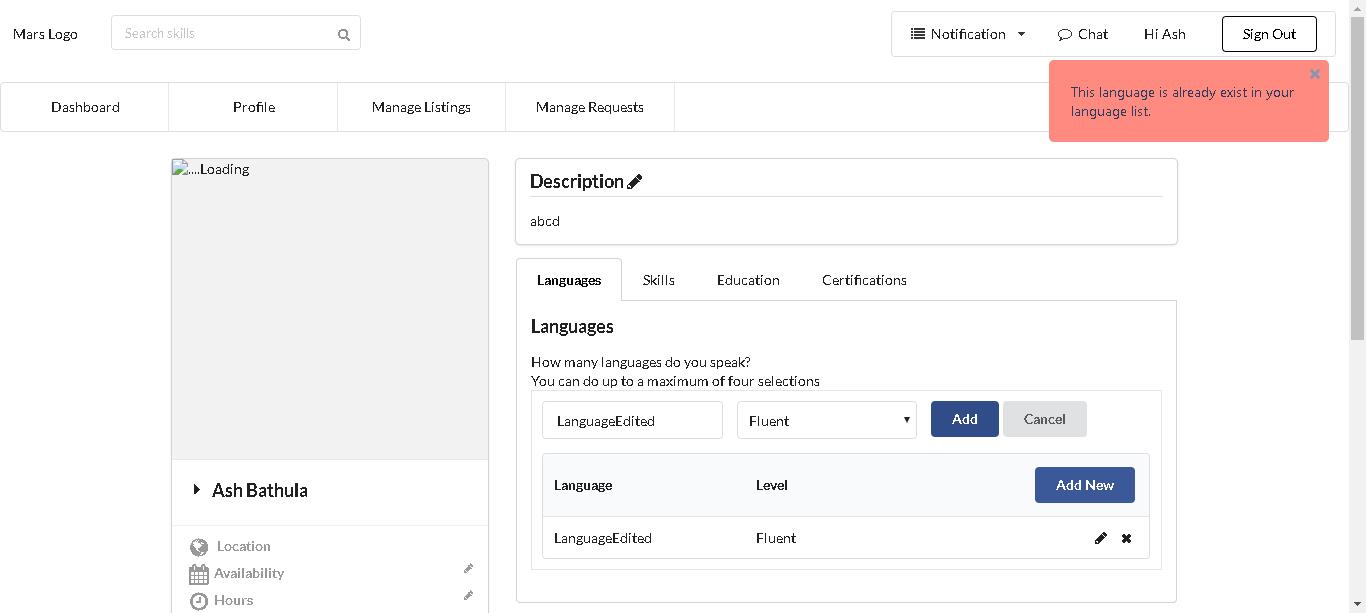 Mars Logo
Search skills
Notification
Chat
Hi Ash
Sign Out
This language is already exist in your
language list.
Dashboard
Profile
Manage Listings
Manage Requests
....Loading
Description
abcd
Languages
Skills
Education
Certifications
Languages
How many languages do you speak?
You can do up to a maximum of four selections
LanguageEdited
Fluent
Add
Cancel
Language
Level
Add New
LanguageEdited
Fluent
Ash Bathula
Location
Availability
Hours